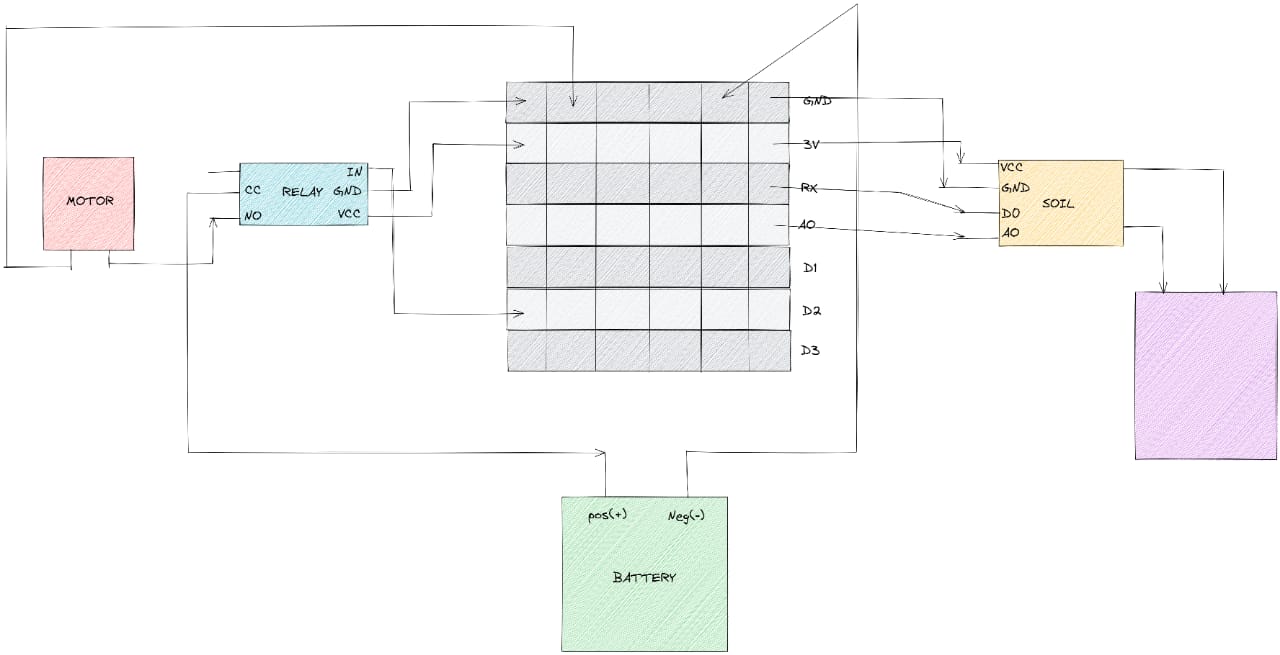 GND
3V
RX
AO
D1
D2
D3
MOTOR
RELAY
IN
CC
GND
NO
VCC
VCC
GND
SOIL
DO
AO
pos(+)
Neg(-)
BATTERY